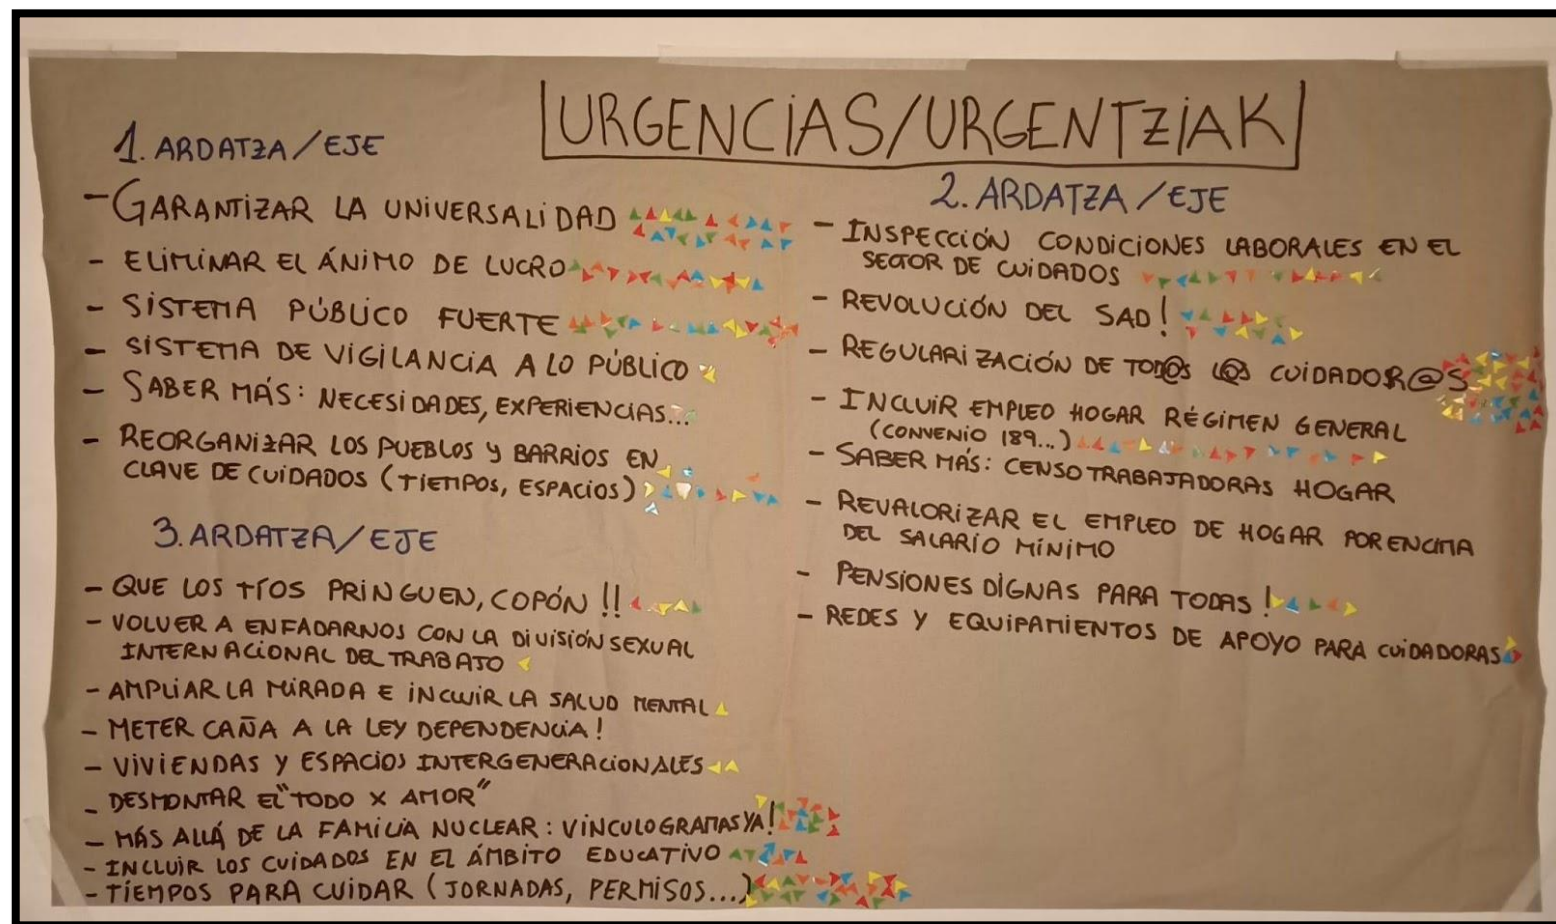 URGENCIAS/URGENTZIAK
1. ARDATZA/EJE
- GARANTIZAR LA UNIVERSALIDAD
- ELIMINAR EL ÁNIMO DE LUCRO
- SISTEMA PÚBLICO FUERTE
- SISTEMA DE VIGILANCIA A LO PÚBLICO
- SABER MÁS: NECESIDADES, EXPERIENCIAS...
- REORGANIZAR LOS PUEBLOS Y BARRIOS EN
CLAVE DE CUIDADOS (TIEMPOS, ESPACIOS)
2. ARDATZA/EJE
- INSPECCIÓN CONDICIONES LABORALES EN EL
SECTOR DE CUIDADOS
- REVOLUCIÓN DEL SAD!
- REGULARIZACIÓN DE TOD@S L@S CUIDADOR@S
- INCLUIR EMPLEO HOGAR RÉGIMEN GENERAL
(CONVENIO 189...)
- SABER MÁS: CENSO TRABAJADORAS HOGAR
- REVALORIZAR EL EMPLEO DE HOGAR POR ENCIMA
DEL SALARIO MÍNIMO
- PENSIONES DIGNAS PARA TODAS!
- REDES Y EQUIPAMIENTOS DE APOYO PARA CUIDADORAS
3. ARDATZA/EJE
- QUE LOS TÍOS PRINGUEN, COPÓN!!
- VOLVER A ENFADARNOS CON LA DIVISIÓN SEXUAL
INTERNACIONAL DEL TRABAJO
- AMPLIAR LA MIRADA E INCLUIR LA SALUD MENTAL
- METER CAÑA A LA LEY DEPENDENCIA!
- VIVIENDAS Y ESPACIOS INTERGENERACIONALES
- DESMONTAR EL "TODO X AMOR"
- MÁS ALLÁ DE LA FAMILIA NUCLEAR: VINCULOGRAMAS YA!
- INCLUIR LOS CUIDADOS EN EL ÁMBITO EDUCATIVO
- TIEMPOS PARA CUIDAR (JORNADAS, PERMISOS...)